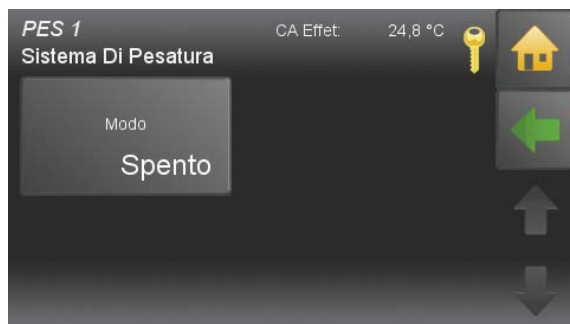 PES 1
CA Effet: 24,8 °C
Sistema Di Pesatura
Modo
Spento